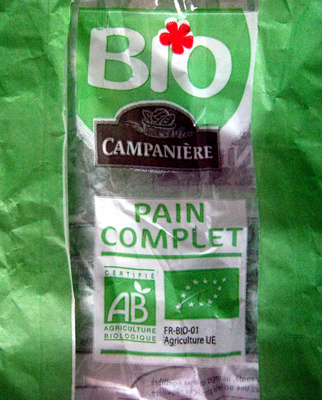 BIO
CAMPANIÈRE
PAIN
COMPLET
CERTIFIÉ
AB
AGRICULTURE
BIOLOGIQUE
FR-BIO-01
Agriculture UE